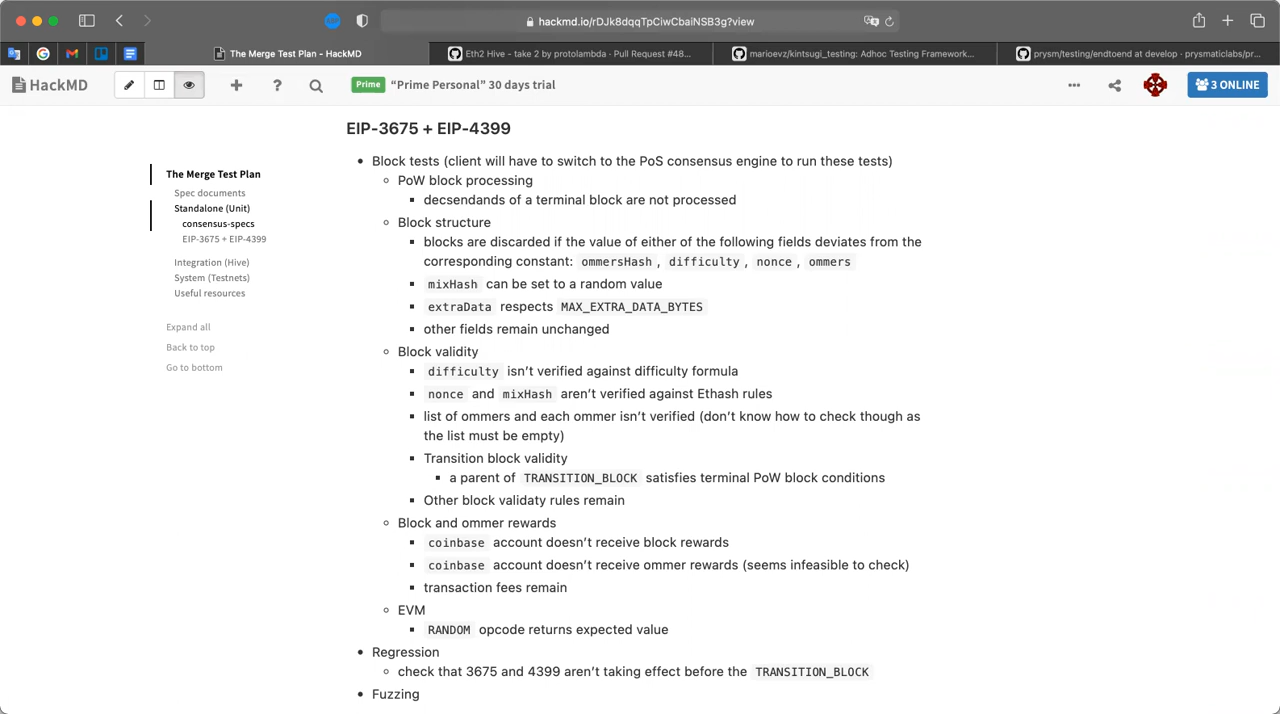 hackmd.io/rDJk8dqqTpCiwCbaiNSB3g?view
The Merge Test Plan - HackMD
Eth2 Hive - take 2 by protolambda · Pull Request #48...
marioevz/kintsugi_testing: Adhoc Testing Framework...
prysm/testing/endtoend at develop · prysmaticlabs/pr...
HackMD
Prime "Prime Personal" 30 days trial
3 ONLINE
The Merge Test Plan
Spec documents
Standalone (Unit)
consensus-specs
EIP-3675 + EIP-4399
Integration (Hive)
System (Testnets)
Useful resources
Expand all
Back to top
Go to bottom
EIP-3675 + EIP-4399
Block tests (client will have to switch to the PoS consensus engine to run these tests)
PoW block processing
decsendands of a terminal block are not processed
Block structure
blocks are discarded if the value of either of the following fields deviates from the
corresponding constant: ommersHash , difficulty , nonce , ommers
mixHash can be set to a random value
extraData respects MAX_EXTRA_DATA_BYTES
other fields remain unchanged
Block validity
difficulty isn't verified against difficulty formula
nonce and mixHash aren't verified against Ethash rules
list of ommers and each ommer isn't verified (don't know how to check though as
the list must be empty)
Transition block validity
a parent of TRANSITION_BLOCK satisfies terminal PoW block conditions
Other block validaty rules remain
Block and ommer rewards
coinbase account doesn't receive block rewards
coinbase account doesn't receive ommer rewards (seems infeasible to check)
transaction fees remain
EVM
RANDOM opcode returns expected value
Regression
check that 3675 and 4399 aren't taking effect before the TRANSITION_BLOCK
Fuzzing